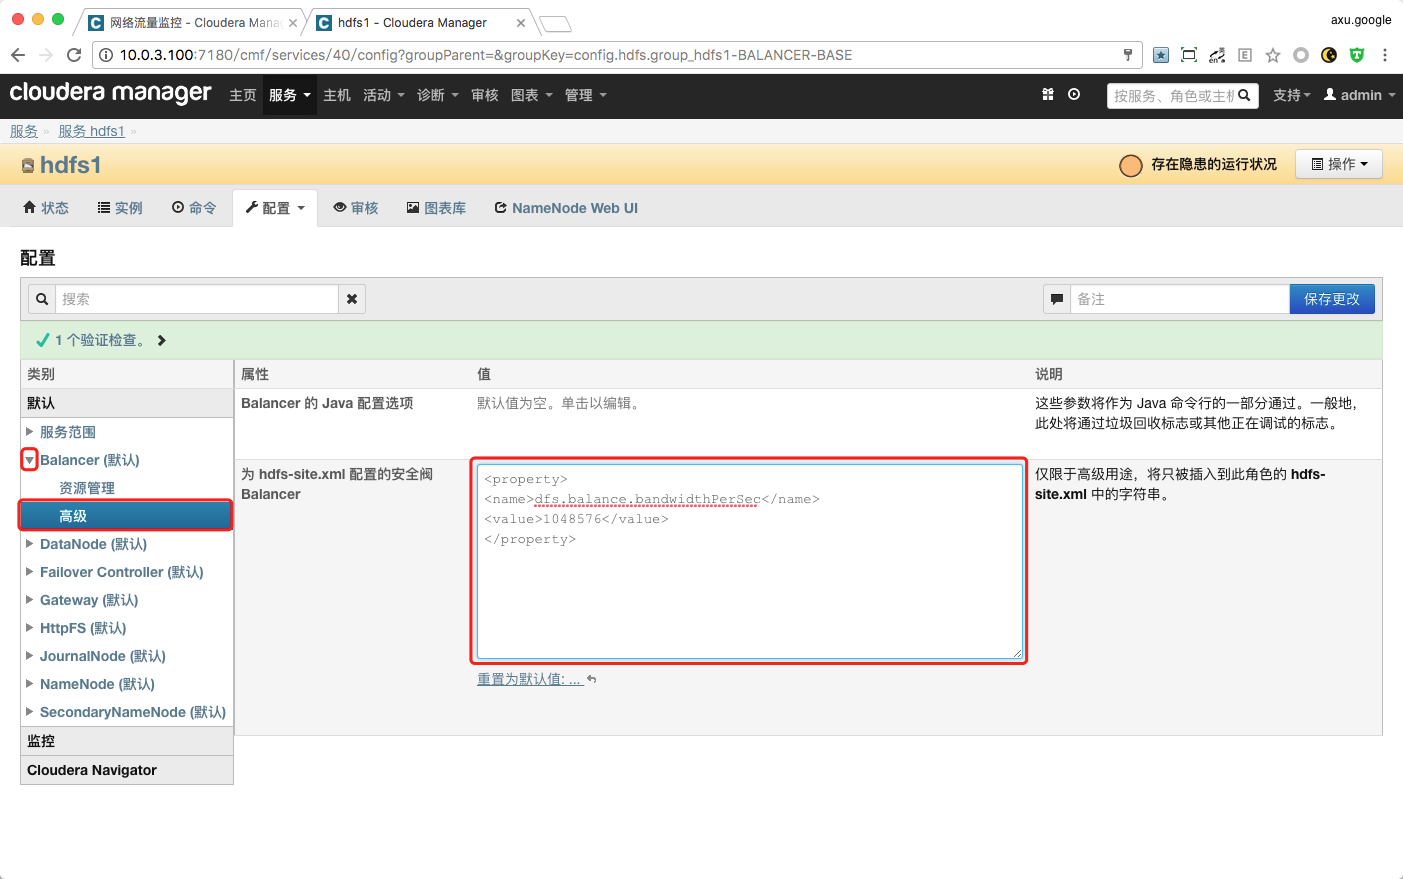 网络流量监控 - Cloudera Mana
hdfs1 - Cloudera Manager
axu.google
10.0.3.100:7180/cmf/services/40/config?groupParent=&groupKey=config.hdfs.group_hdfs1-BALANCER-BASE
cloudera manager
主页 服务 主机 活动 诊断 审核 图表 管理
按服务、角色或主机
支持 admin
服务 » 服务 hdfs1 »
hdfs1
存在隐患的运行状况
操作
状态 实例 命令 配置 审核 图表库 NameNode Web UI
配置
搜索
备注
保存更改
1 个验证检查。
类别
默认
服务范围
Balancer (默认)
资源管理
高级
DataNode (默认)
Failover Controller (默认)
Gateway (默认)
HttpFS (默认)
JournalNode (默认)
NameNode (默认)
SecondaryNameNode (默认)
监控
Cloudera Navigator
属性 值 说明
Balancer 的 Java 配置选项
默认值为空。单击以编辑。
这些参数将作为 Java 命令行的一部分通过。一般地，
此处将通过垃圾回收标志或其他正在调试的标志。
为 hdfs-site.xml 配置的安全阀
Balancer
<property>
<name>dfs.balance.bandwidthPerSec</name>
<value>1048576</value>
</property>
重置为默认值: ...
仅限于高级用途，将只被插入到此角色的 hdfs-
site.xml 中的字符串。